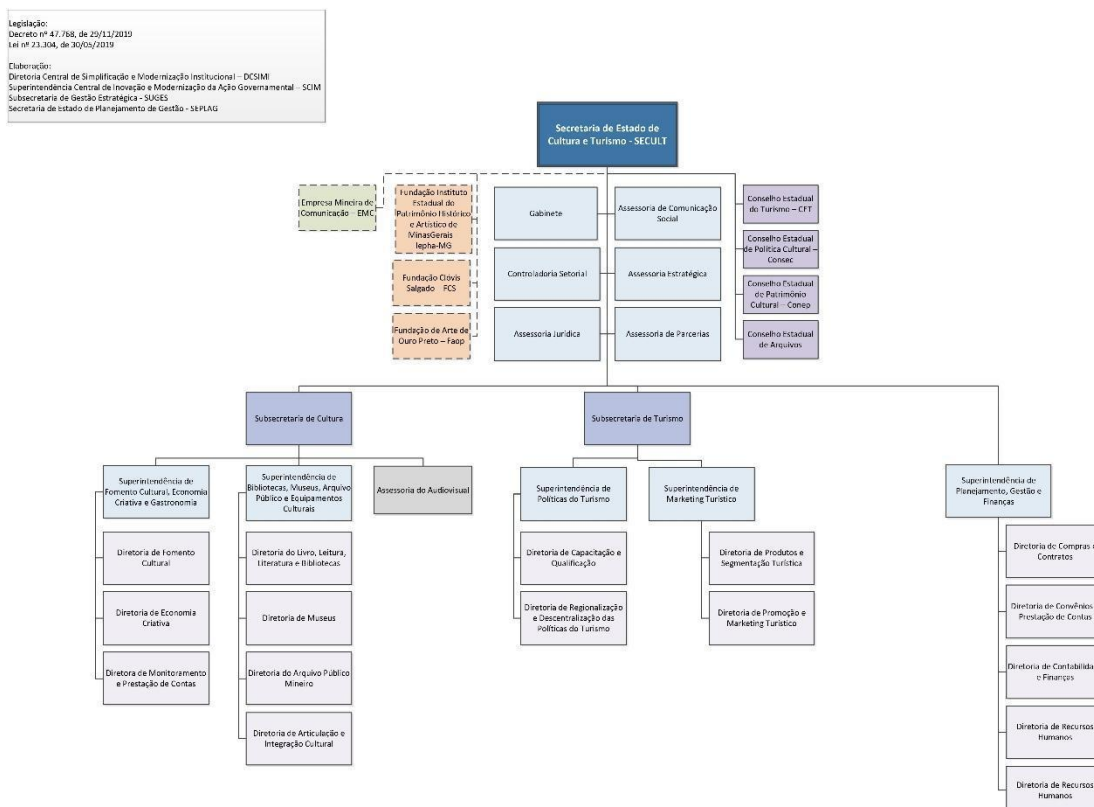 Legislação:
Decreto nº 47.768, de 29/11/2019
Lei nº 23.304, de 30/05/2019
Elaboração:
Diretoria Central de Simplificação e Modernização Institucional – DCSIMI
Superintendência Central de Inovação e Modernização da Ação Governamental – SCIM
Subsecretaria de Gestão Estratégica - SUGES
Secretaria de Estado de Planejamento de Gestão - SEPLAG
Secretaria de Estado de
Cultura e Turismo - SECULT
Empresa Mineira de
Comunicação – EMC
Fundação Instituto
Estadual do
Patrimônio Histórico
e Artístico de
MinasGerais
Iepha-MG
Fundação Clóvis
Salgado FCS
Fundação de Arte de
Ouro Preto – Faop
Gabinete
Assessoria de Comunicação
Social
Controladoria Setorial
Assessoria Estratégica
Assessoria Jurídica
Assessoria de Parcerias
Conselho Estadual
do Turismo – CET
Conselho Estadual
de Política Cultural –
Consec
Conselho Estadual
de Patrimônio
Cultural – Conep
Conselho Estadual
de Arquivos
Subsecretaria de Cultura
Subsecretaria de Turismo
Superintendência de
Fomento Cultural, Economia
Criativa e Gastronomia
Superintendência de
Bibliotecas, Museus, Arquivo
Público e Equipamentos
Culturais
Assessoria do Audiovisual
Superintendência de
Políticas do Turismo
Superintendência de
Marketing Turístico
Superintendência de
Planejamento, Gestão e
Finanças
Diretoria de Fomento
Cultural
Diretoria de Economia
Criativa
Diretora de Monitoramento
e Prestação de Contas
Diretoria do Livro, Leitura,
Literatura e Bibliotecas
Diretoria de Museus
Diretoria do Arquivo Público
Mineiro
Diretoria de Articulação e
Integração Cultural
Diretoria de Capacitação e
Qualificação
Diretoria de Regionalização
e Descentralização das
Políticas do Turismo
Diretoria de Produtos e
Segmentação Turística
Diretoria de Promoção e
Marketing Turístico
Diretoria de Compras
Contratos
Diretoria de Convênios
Prestação de Contas
Diretoria de
e Finanças
Diretoria de Recursos
Humanos
Diretoria de Recursos
Humanos